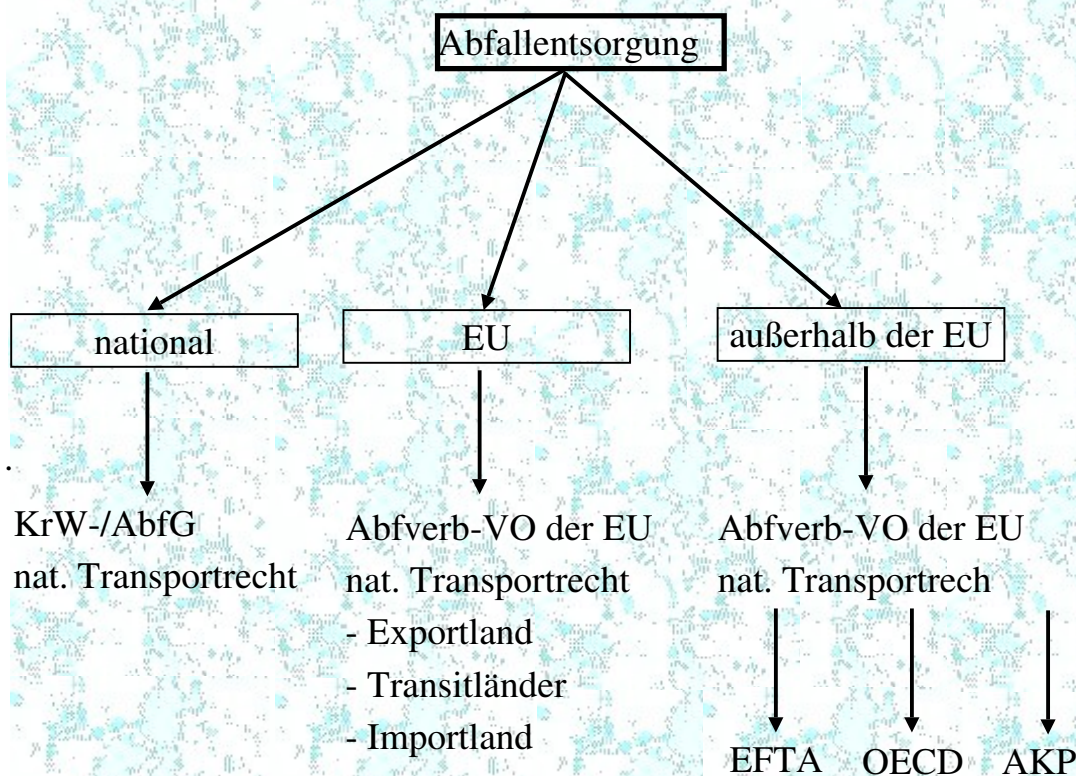 Abfallentsorgung
national
EU
außerhalb der EU
.
KrW-/AbfG
nat. Transportrecht
Abfverb-VO der EU
nat. Transportrecht
- Exportland
- Transitländer
- Importland
Abfverb-VO der EU
nat. Transportrech
EFTA OECD AKP